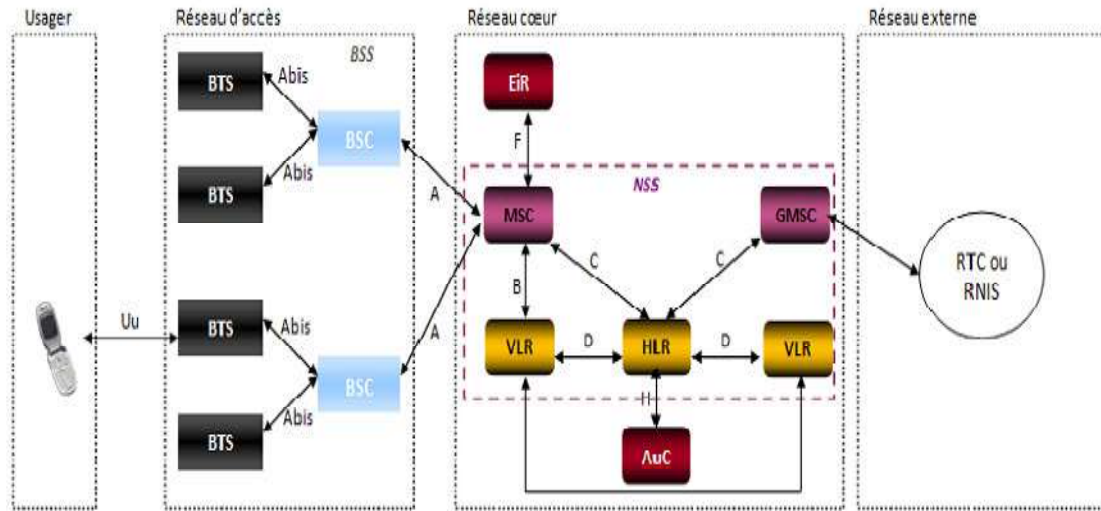 Usager
Réseau d'accès
Réseau cœur
Réseau externe
BSS
BTS
Abis
BSC
BTS
Abis
A
EiR
F
NSS
MSC
GMSC
C
C
B
RTC ou
RNIS
Uu
BTS
Abis
A
BSC
BTS
Abis
VLR
D
HLR
D
VLR
H
AuC